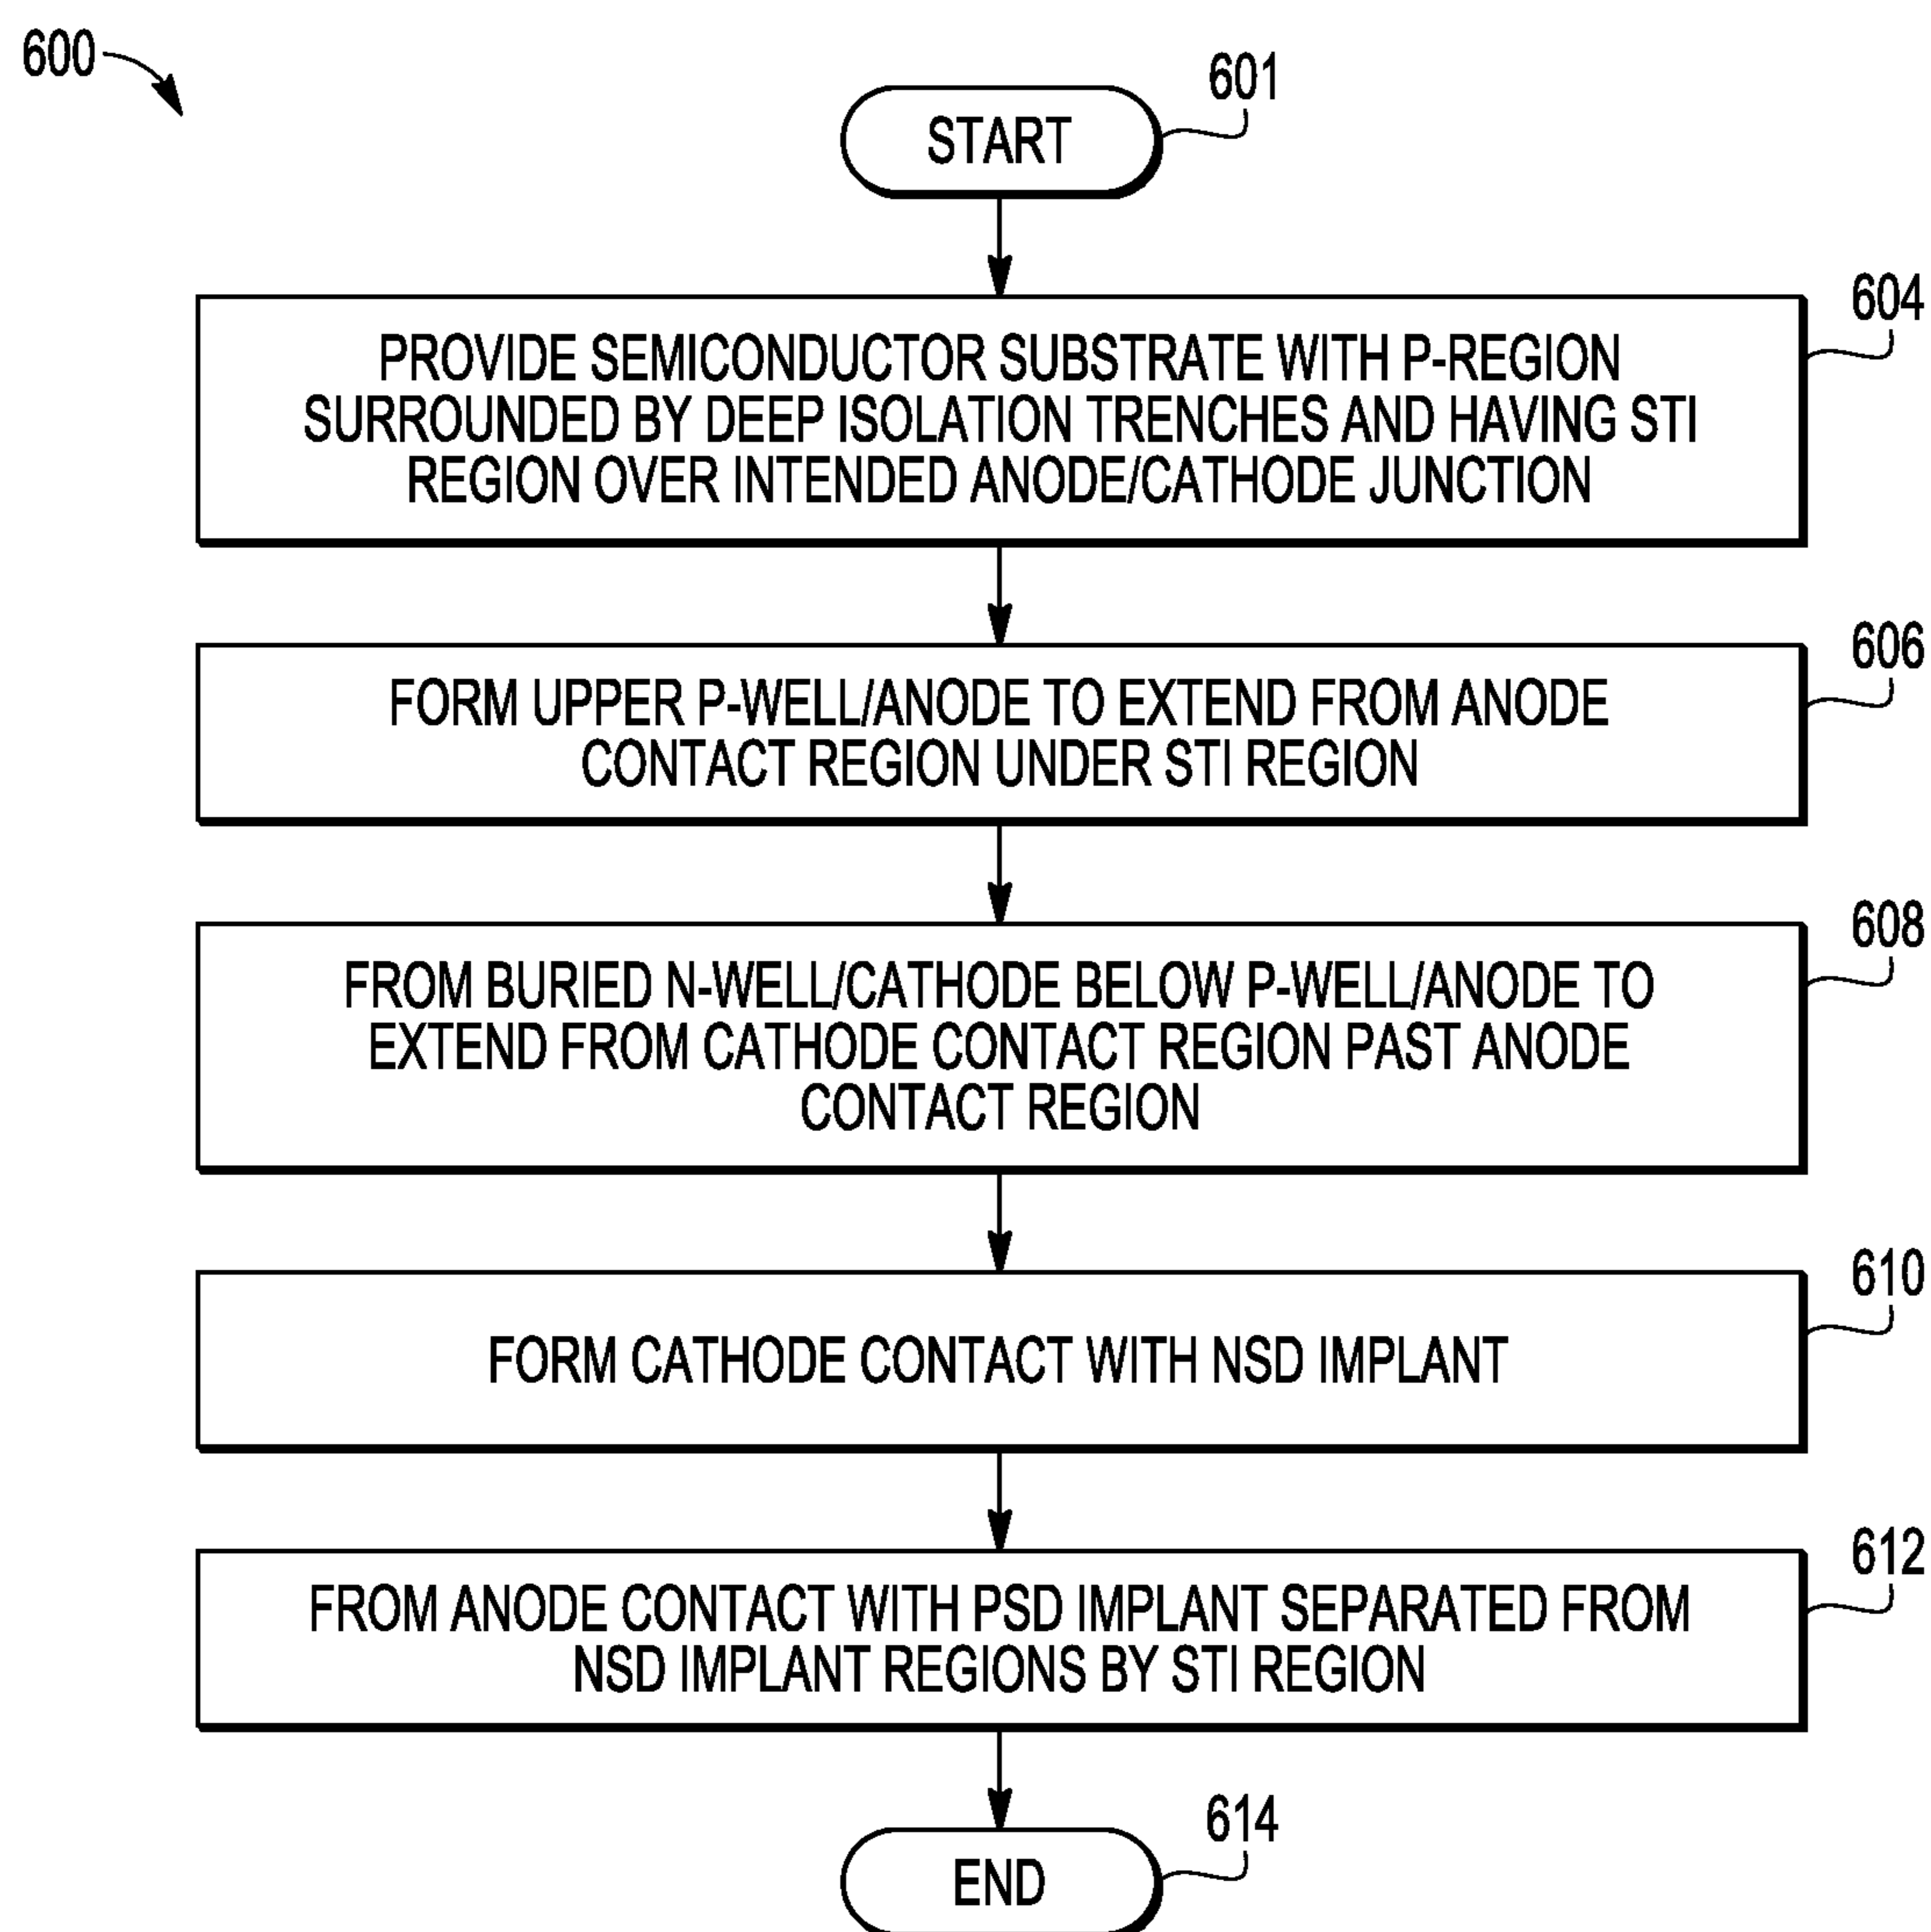 600
601
START
604
PROVIDE SEMICONDUCTOR SUBSTRATE WITH P-REGION
SURROUNDED BY DEEP ISOLATION TRENCHES AND HAVING STI
REGION OVER INTENDED ANODE/CATHODE JUNCTION
606
FORM UPPER P-WELL/ANODE TO EXTEND FROM ANODE
CONTACT REGION UNDER STI REGION
608
FROM BURIED N-WELL/CATHODE BELOW P-WELL/ANODE TO
EXTEND FROM CATHODE CONTACT REGION PAST ANODE
CONTACT REGION
610
FORM CATHODE CONTACT WITH NSD IMPLANT
612
FROM ANODE CONTACT WITH PSD IMPLANT SEPARATED FROM
NSD IMPLANT REGIONS BY STI REGION
614
END